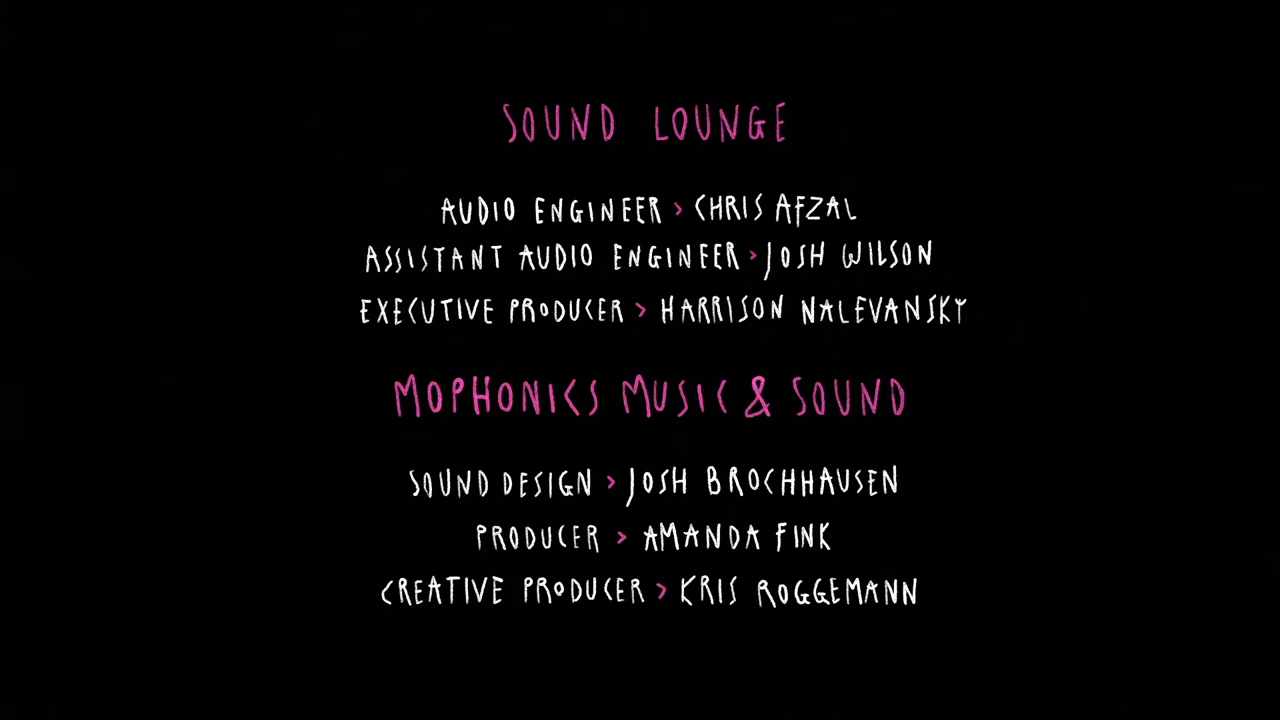 SOUND LOUNGE
AUDIO ENGINEER > CHRIS AFZAL
ASSISTANT AUDIO ENGINEER > JOSH WILSON
EXECUTIVE PRODUCER > HARRISON NALEVANSKY
MOPHONICS MUSIC & SOUND
SOUND DESIGN > JOSH BROCHHAUSEN
PRODUCER > AMANDA FINK
CREATIVE PRODUCER > KRIS ROGGEMANN